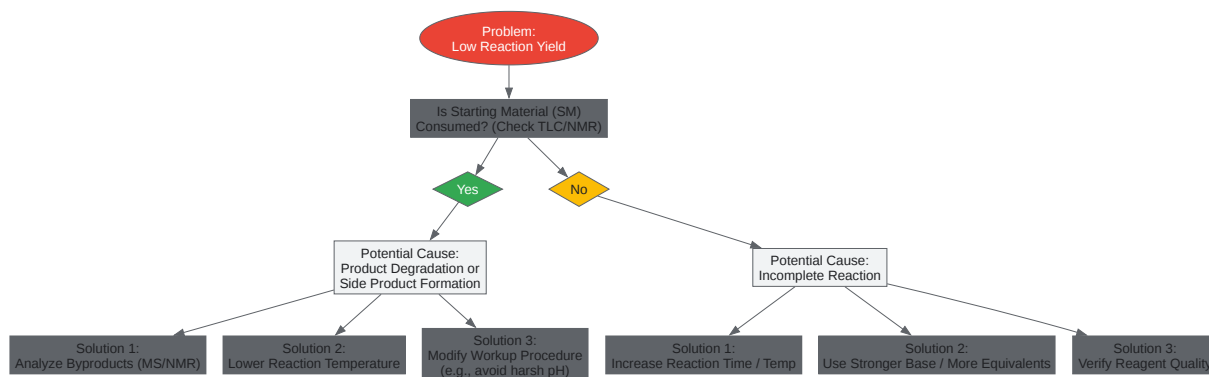 Problem:
Low Reaction Yield
Is Starting Material (SM)
Consumed? (Check TLC/NMR)
Yes
No
Potential Cause:
Product Degradation or
Side Product Formation
Potential Cause:
Incomplete Reaction
Solution 1:
Analyze Byproducts (MS/NMR)
Solution 2:
Lower Reaction Temperature
Solution 3:
Modify Workup Procedure
(e.g., avoid harsh pH)
Solution 1:
Increase Reaction Time / Temp
Solution 2:
Use Stronger Base / More Equivalents
Solution 3:
Verify Reagent Quality